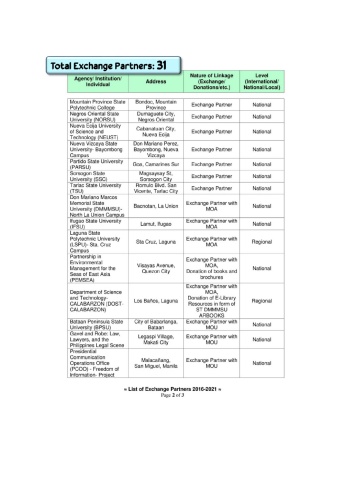 Total Exchange Partners: 31
Agency/ Institution/ Individual
Address
Nature of Linkage (Exchange/ Donations/etc.)
Level (International/ National/Local)
Mountain Province State Polytechnic College
Bondoc, Mountain Province
Exchange Partner
National
Negros Oriental State University (NORSU)
Dumaguete City, Negros Oriental
Exchange Partner
National
Nueva Ecija University of Science and Technology (NEUST)
Cabanatuan City, Nueva Ecija
Exchange Partner
National
Nueva Vizcaya State University- Bayombong Campus
Don Mariano Perez, Bayombong, Nueva Vizcaya
Exchange Partner
National
Partido State University (PARSU)
Goa, Camarines Sur
Exchange Partner
National
Sorsogon State University (SSC)
Magsaysay St, Sorsogon City
Exchange Partner
National
Tarlac State University (TSU)
Romulo Blvd. San Vicente, Tarlac City
Exchange Partner
National
Don Mariano Marcos Memorial State University (DMMMSU)- North La Union Campus
Bacnotan, La Union
Exchange Partner with MOA
National
Ifugao State University (IFSU)
Lamut, Ifugao
Exchange Partner with MOA
National
Laguna State Polytechnic University (LSPU)- Sta. Cruz Campus
Sta Cruz, Laguna
Exchange Partner with MOA
Regional
Partnership in Environmental Management for the Seas of East Asia (PEMSEA)
Visayas Avenue, Quezon City
Exchange Partner with MOA, Donation of books and brochures
National
Department of Science and Technology- CALABARZON (DOST- CALABARZON)
Los Baños, Laguna
Exchange Partner with MOA, Donation of E-Library Resources in form of ST DMMMSU ARBOOKS
Regional
Bataan Peninsula State University (BPSU)
City of Balanga, Bataan
Exchange Partner with MOU
National
Gavel and Robe: Law, Lawyers, and the Philippines Legal Scene
Legaspi Village, Makati City
Exchange Partner with MOU
National
Presidential Communication Operations Office (PCOO) - Freedom of Information- Project
Malacañang, San Miguel, Manila
Exchange Partner with MOU
National
« List of Exchange Partners 2016-2021 »
Page 2 of 3